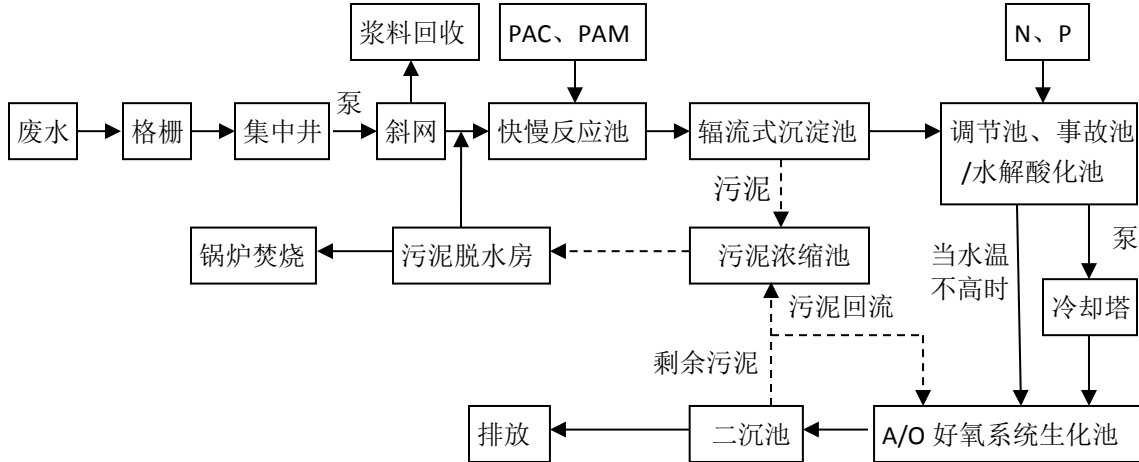 浆料回收
PAC、PAM
N、P
废水
格栅
集中井
泵
斜网
快慢反应池
辐流式沉淀池
调节池、事故池
/水解酸化池
污泥
锅炉焚烧
污泥脱水房
污泥浓缩池
当水温
不高时
泵
冷却塔
污泥回流
剩余污泥
排放
二沉池
A/O 好氧系统生化池